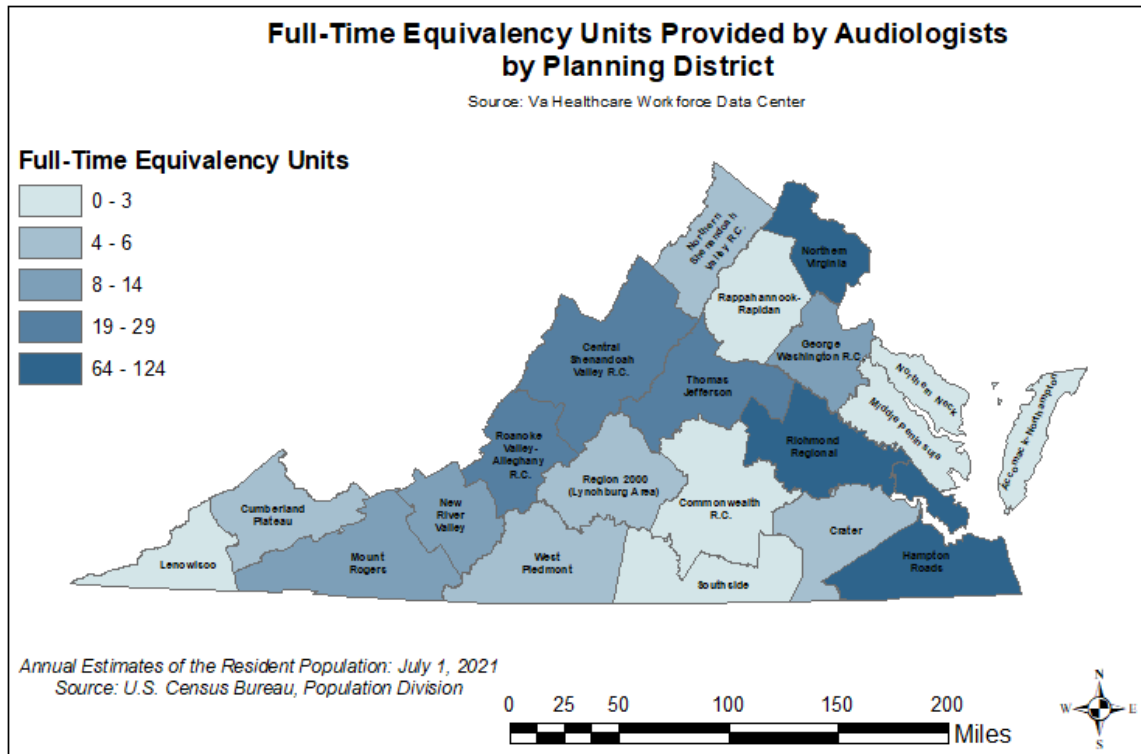 Full-Time Equivalency Units Provided by Audiologists
by Planning District
Source: Va Healthcare Workforce Data Center
Full-Time Equivalency Units
0 - 3
4 - 6
8 - 14
19 - 29
64 - 124
Northern
Shenandoah
Valley R.C.
Northern
Virginia
Rappahannock-
Rapidan
Central
Shenandoah
Valley R.C.
George
Washington R.C.
Thomas
Jefferson
Northern Neck
Middle Peninsula
Accomack-Northampton
Roanoke
Valley-
Alleghany
R.C.
Richmond
Regional
Region 2000
(Lynchburg Area)
Commonwealth
R.C.
Cumberland
Plateau
New
River
Valley
Crater
Lenowisco
Mount
Rogers
West
Piedmont
Southside
Hampton
Roads
Annual Estimates of the Resident Population: July 1, 2021
Source: U.S. Census Bureau, Population Division
0 25 50 100 150 200
Miles
N
W E
S